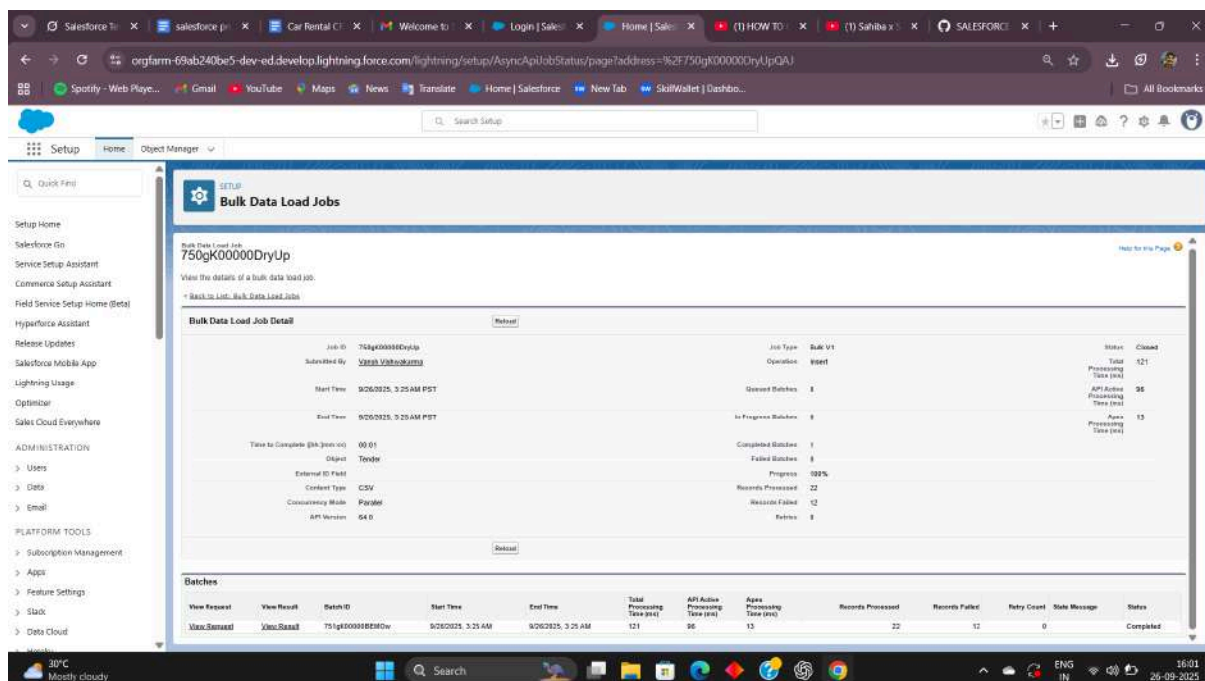 Salesforce Te
salesforce pr
Car Rental C
Welcome to
Login | Sales
Home | Sales
(1) HOW TO
(1) Sahiba x S
SALESFORCE
orgfarm-69ab240be5-dev-ed.develop.lightning.force.com/lightning/setup/AsyncApiJobStatus/page?address=%2F750gK00000DryUpQAJ
Spotify - Web Playe...
Gmail
YouTube
Maps
News
Translate
Home | Salesforce
New Tab
SkillWallet | Dashbo...
All Bookmarks
Search Setup
Setup
Home
Object Manager
Quick Find
Setup Home
Salesforce Go
Service Setup Assistant
Commerce Setup Assistant
Field Service Setup Home (Beta)
Hyperforce Assistant
Release Updates
Salesforce Mobile App
Lightning Usage
Optimizer
Sales Cloud Everywhere
ADMINISTRATION
> Users
> Data
> Email
PLATFORM TOOLS
> Subscription Management
> Apps
> Feature Settings
> Slack
> Data Cloud
SETUP
Bulk Data Load Jobs
Bulk Data Load Job
750gK00000DryUp
Help for this Page
View the details of a bulk data load job.
« Back to List: Bulk Data Load Jobs
Bulk Data Load Job Detail
Reload
Job ID 750gK00000DryUp
Job Type Bulk V1
Status Closed
Submitted By Vansh Vishwakarma
Operation Insert
Total Processing Time (ms) 121
Start Time 9/26/2025, 3:25 AM PST
Queued Batches 0
API Active Processing Time (ms) 96
End Time 9/26/2025, 3:25 AM PST
In Progress Batches 0
Apex Processing Time (ms) 13
Time to Complete ([hh:]mm:ss) 00:01
Completed Batches 1
Object Tender
Failed Batches 0
External ID Field
Progress 100%
Content Type CSV
Records Processed 22
Concurrency Mode Parallel
Records Failed 12
API Version 64.0
Retries 0
Reload
Batches
View Request View Result Batch ID Start Time End Time Total Processing Time (ms) API Active Processing Time (ms) Apex Processing Time (ms) Records Processed Records Failed Retry Count State Message Status
View Request View Result 9/26/2025, 3:25 AM 9/26/2025, 3:25 AM 121 96 13 22 12 0 Completed
30°C
Mostly cloudy
Search
ENG
IN
16:01
26-09-2025